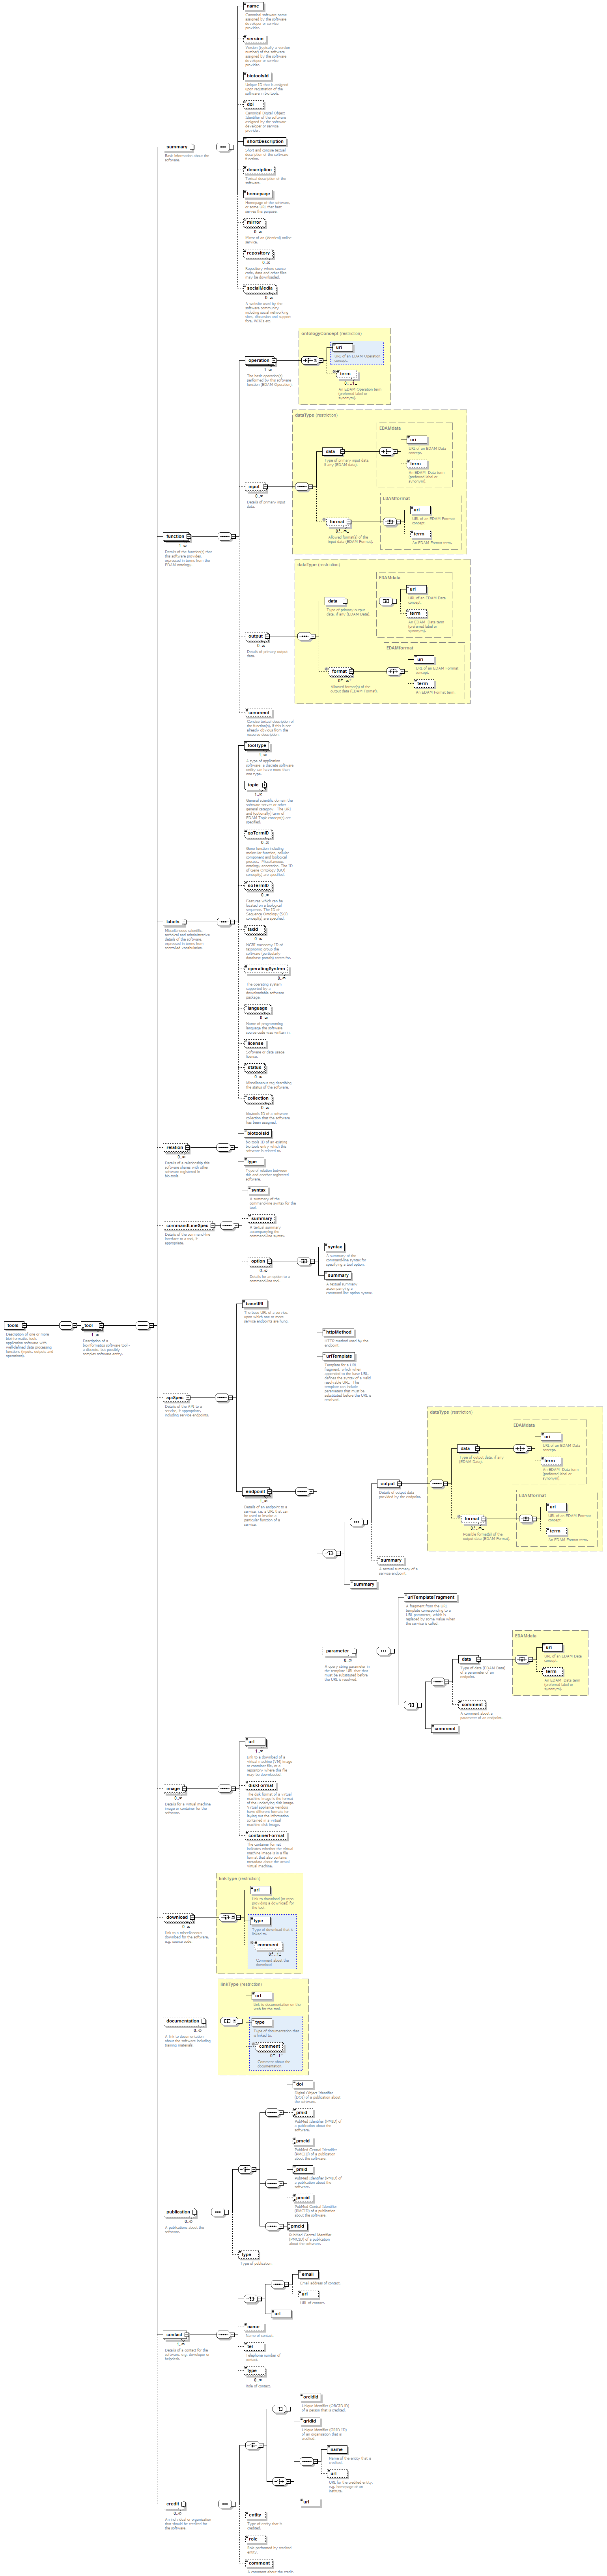 name
Canonical software name
assigned by the software
developer or service
provider.
version
Version (typically a version
number) of the software
assigned by the software
developer or service
provider.
biotoolsId
Unique ID that is assigned
upon registration of the
software in bio.tools.
doi
Canonical Digital Object
Identifier of the software
assigned by the software
developer or service
provider.
shortDescription
Short and concise textual
description of the software
function.
summary
Basic information about the
software.
description
Textual description of the
software.
homepage
Homepage of the software,
or some URL that best
serves this purpose.
mirror
0..∞
Mirror of an (identical) online
service.
repository
0..∞
Repository where source
code, data and other files
may be downloaded.
socialMedia
0..∞
A website used by the
software community
including social networking
sites, discussion and support
fora, WIKIs etc.
ontologyConcept (restriction)
uri
URL of an EDAM Operation
concept.
operation
1..∞
The basic operation(s)
performed by this software
function (EDAM Operation).
term
An EDAM Operation term
(preferred label or
synonym).
dataType (restriction)
EDAMdata
uri
URL of an EDAM Data
concept.
data
Type of primary input data,
if any (EDAM data).
term
An EDAM Data term
(preferred label or
synonym).
input
0..∞
Details of primary input
data.
EDAMformat
uri
URL of an EDAM Format
concept.
format
Allowed format(s) of the
input data (EDAM Format).
term
An EDAM Format term.
function
1..∞
Details of the function(s) that
the software provides,
expressed in terms from the
EDAM ontology.
dataType (restriction)
EDAMdata
uri
URL of an EDAM Data
concept.
data
Type of primary output
data, if any (EDAM Data).
term
An EDAM Data term
(preferred label or
synonym).
output
0..∞
Details of primary output
data.
EDAMformat
uri
URL of an EDAM Format
concept.
format
Allowed format(s) of the
output data (EDAM Format).
term
An EDAM Format term.
comment
Concise textual description of
the function(s), if this is not
already obvious from the
resource description.
toolType
1..∞
A type of application
software: a discrete software
entity can have more than
one type.
topic
1..∞
General scientific domain the
software serves or other
general category. The URI
and (optionally) term of
EDAM Topic concept(s) are
specified.
goTermID
0..∞
Gene function including
molecular function, cellular
component and biological
process. Miscellaneous
ontology annotation. The ID
of Gene Ontology (GO)
concept(s) are specified.
soTermID
0..∞
Features which can be
located on a biological
sequence. The ID of
Sequence Ontology (SO)
concept(s) are specified.
labels
Miscellaneous scientific,
technical and administrative
details of the software,
expressed in terms from
controlled vocabularies.
taxId
0..∞
NCBI taxonomy ID of
taxonomic group the
software (particularly
database portals) caters for.
operatingSystem
0..∞
The operating system
supported by a
downloadable software
package.
language
0..∞
Name of programming
language the software
source code was written in.
license
Software or data usage
license.
status
0..∞
Miscellaneous tag describing
the status of the software.
collection
0..∞
bio.tools ID of a software
collection that the software
has been assigned.
biotoolsId
bio.tools ID of an existing
bio.tools entry which this
software is related to.
relation
0..∞
Details of a relationship this
software shares with other
software registered in
bio.tools.
type
Type of relation between
this and another registered
software.
syntax
A summary of the
command-line syntax for the
tool.
commandLineSpec
Details of the command-line
interface to a tool, if
appropriate.
summary
A textual summary
accompanying the
command-line syntax.
option
0..∞
Details for an option to a
command-line tool.
syntax
A summary of the
command-line syntax for
specifying a tool option.
summary
A textual summary
accompanying a
command-line option syntax.
tools
Description of one or more
bioinformatics tools -
application software with
well-defined data processing
functions (inputs, outputs and
operations).
tool
1..∞
Description of a
bioinformatics software tool -
a discrete, but possibly
complex software entity.
baseURL
The base URL of a service,
upon which one or more
service endpoints are hung.
apiSpec
Details of the API to a
service, if appropriate,
including service endpoints.
endpoint
1..∞
Details of an endpoint to a
service, i.e. a URL that can
be used to invoke a
particular function of a
service.
httpMethod
HTTP method used by the
endpoint.
urlTemplate
Template for a URL
fragment, which when
appended to the base URL,
defines the syntax of a valid
resolvable URL. The
template can include
parameters that must be
substituted before the URL is
resolved.
dataType (restriction)
EDAMdata
uri
URL of an EDAM Data
concept.
data
Type of output data, if any
(EDAM Data).
term
An EDAM Data term
(preferred label or
synonym).
output
Details of output data
provided by the endpoint.
EDAMformat
uri
URL of an EDAM Format
concept.
format
Possible format(s) of the
output data (EDAM Format).
term
An EDAM Format term.
summary
A textual summary of a
service endpoint.
summary
parameter
0..∞
A query string parameter in
the template URL that that
must be substituted before
the URL is resolvable.
urlTemplateFragment
A fragment from the URL
template corresponding to a
URL parameter, which is
replaced by some value when
the service is called.
EDAMdata
uri
URL of an EDAM Data
concept.
data
Type of data (EDAM Data)
of a parameter of an
endpoint.
term
An EDAM Data term
(preferred label or
synonym).
comment
A comment about a
parameter of an endpoint.
comment
url
1..∞
Link to a download of a
virtual machine (VM) image
or container file, or a
repository where this file
may be downloaded.
image
0..∞
Details for a virtual machine
image or container for the
software.
diskFormat
The disk format of a virtual
machine image is the format
of the underlying disk image.
Virtual appliance vendors
have different formats for
laying out the information
contained in a virtual
machine disk image.
containerFormat
The container format
indicates whether the virtual
machine image is in a file
format that also contains
metadata about the actual
virtual machine.
linkType (restriction)
url
Link to download (or repo
providing a download) for
the tool.
download
0..∞
Link to a miscellaneous
download for the software,
e.g. source code.
type
Type of download that is
linked to.
comment
Comment about the
download.
linkType (restriction)
url
Link to documentation on the
web for the tool.
documentation
0..∞
A link to documentation
about the software including
training materials.
type
Type of documentation that
is linked to.
comment
Comment about the
documentation.
doi
Digital Object Identifier
(DOI) of a publication about
the software.
pmid
PubMed Identifier (PMID) of
a publication about the
software.
pmcid
PubMed Central Identifier
(PMCID) of a publication
about the software.
pmid
PubMed Identifier (PMID) of
a publication about the
software.
pmcid
PubMed Central Identifier
(PMCID) of a publication
about the software.
publication
0..∞
A publications about the
software.
pmcid
PubMed Central Identifier
(PMCID) of a publication
about the software.
type
Type of publication.
email
Email address of contact.
url
URL of contact.
url
name
Name of contact.
contact
1..∞
Details of a contact for the
software, e.g. developer or
helpdesk.
tel
Telephone number of
contact.
type
0..∞
Role of contact.
orcidId
Unique identifier (ORCID iD)
of a person that is credited.
gridId
Unique identifier (GRID ID)
of an organisation that is
credited.
name
Name of the entity that is
credited.
url
URL for the credited entity,
e.g. homepage of an
institute.
url
credit
0..∞
An individual or organisation
that should be credited for
the software.
entity
Type of entity that is
credited.
role
Role performed by credited
entity.
comment
A comment about the credit.